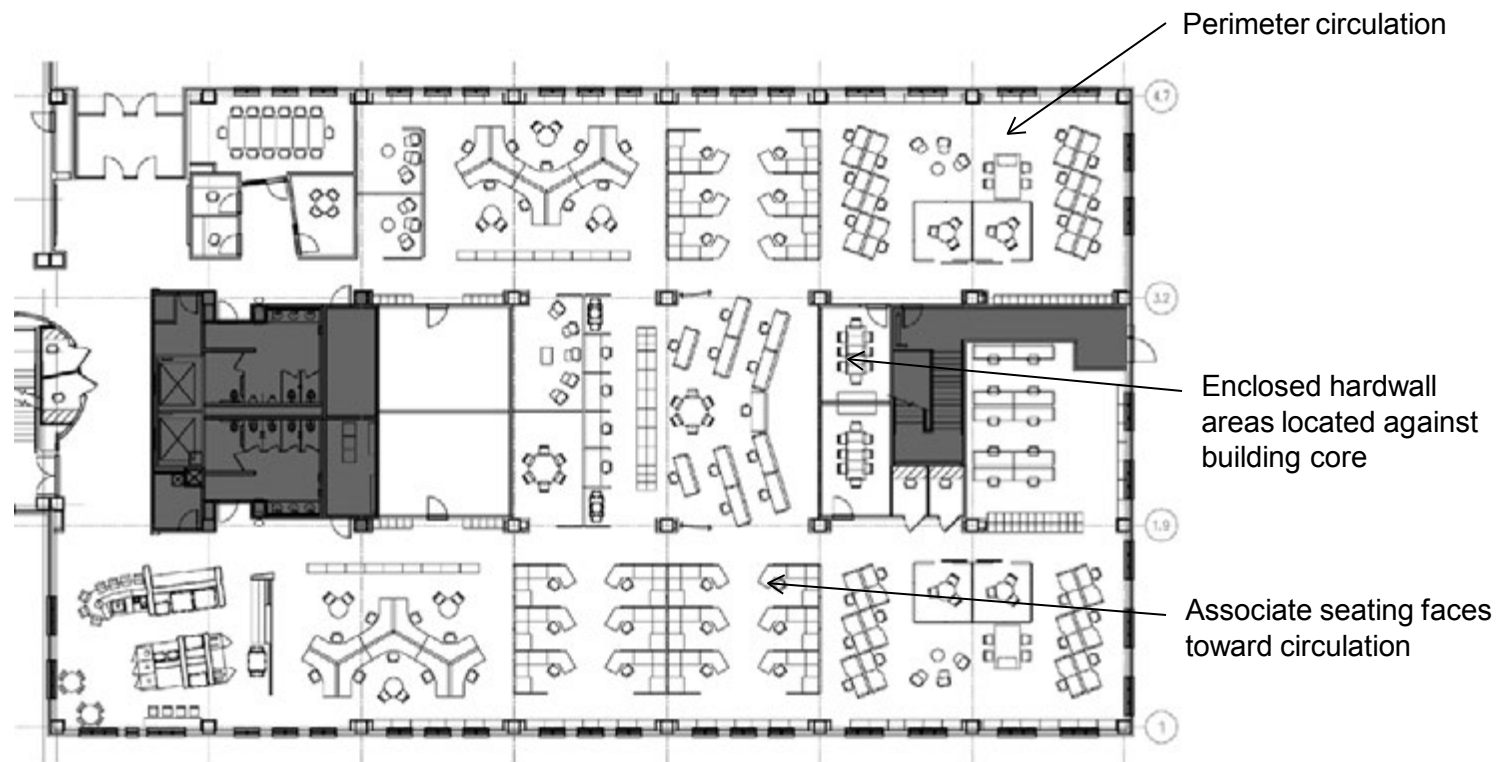 Perimeter circulation
4.7
3.2
Enclosed hardwall
areas located against
building core
1.9
Associate seating faces
toward circulation
1